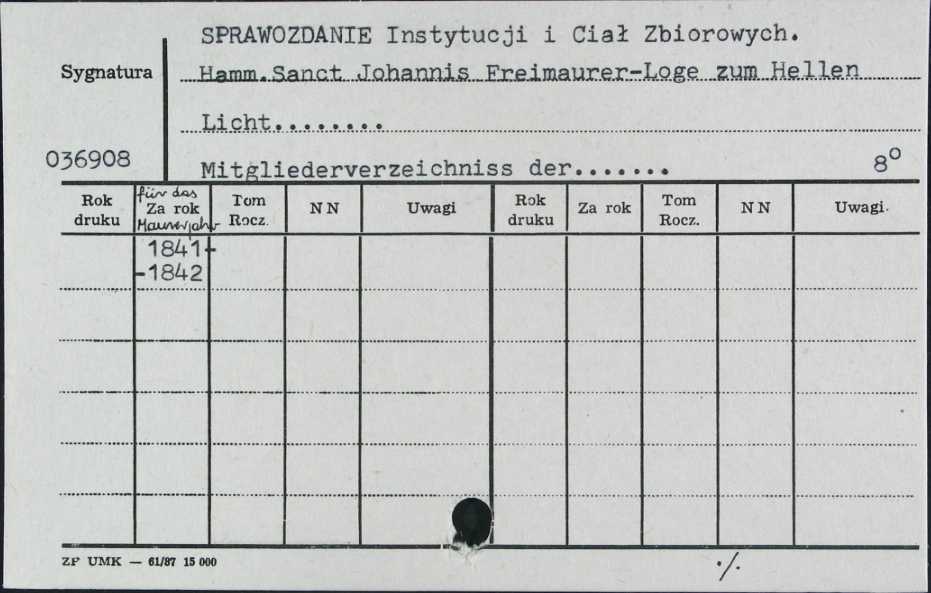 SPRAWOZDANIE Instytucji i Ciał Zbiorowych.
Sygnatura Hamm.Sanct Johannis Freimaurer-Loge zum Hellen
Licht........
036908 Mitgliederverzeichniss der....... 8°
für das
Rok druku Za rok Tom Rocz. NN Uwagi Rok druku Za rok Tom Rocz. NN Uwagi
Maurerjahr
1841-
-1842
ZP UMK — 61/87 15 000 ./.